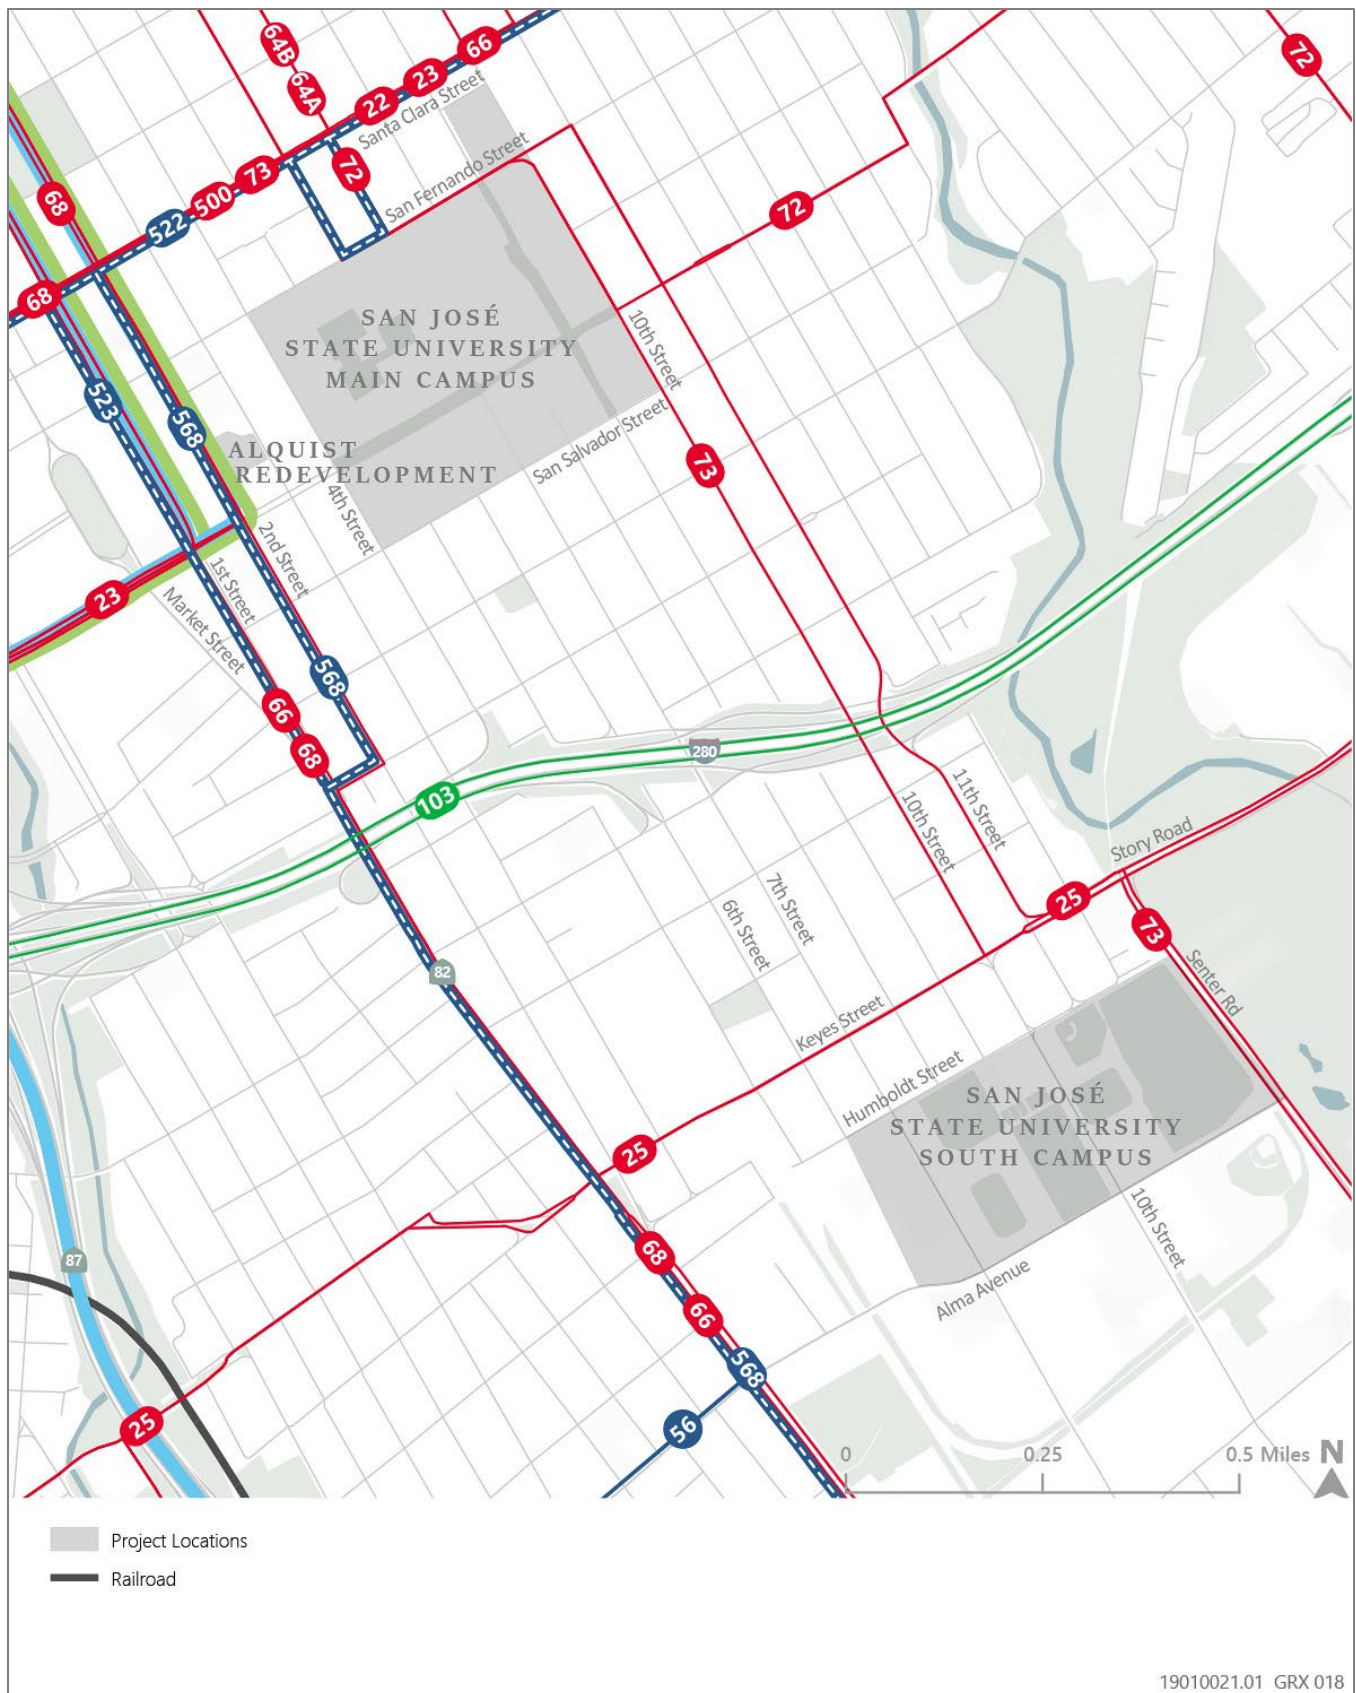 64B
64A
66
72
23
22
Santa Clara Street
72
73
500
522
San Fernando Street
68
72
68
SAN JOSÉ
STATE UNIVERSITY
MAIN CAMPUS
10th Street
523
568
San Salvador Street
ALQUIST
REDEVELOPMENT
73
4th Street
2nd Street
1st Street
23
Market Street
568
66
68
280
103
11th Street
10th Street
Story Road
25
7th Street
6th Street
73
82
Senter Rd
Keyes Street
Humboldt Street
SAN JOSÉ
STATE UNIVERSITY
SOUTH CAMPUS
25
10th Street
68
87
Alma Avenue
66
568
25
56
0
0.25
0.5 Miles
N
Project Locations
Railroad
19010021.01 GRX 018